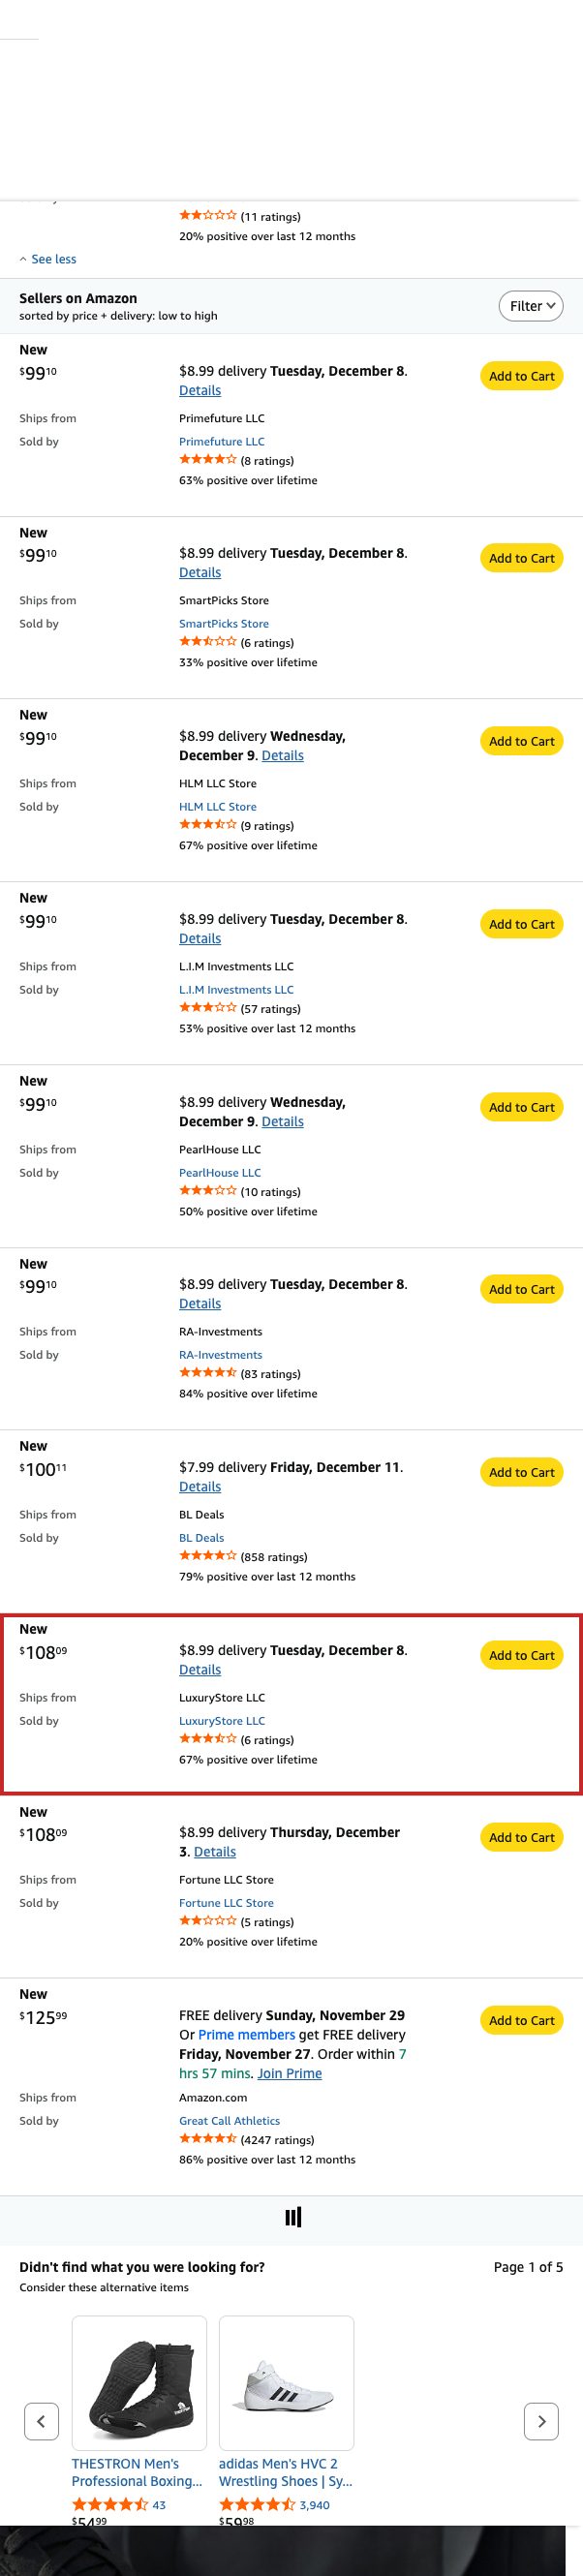 (11 ratings)
20% positive over last 12 months
See less
Sellers on Amazon
sorted by price + delivery: low to high
Filter
New
$9910
$8.99 delivery Tuesday, December 8.
Details
Add to Cart
Ships from
Primefuture LLC
Sold by
Primefuture LLC
(8 ratings)
63% positive over lifetime
New
$9910
$8.99 delivery Tuesday, December 8.
Details
Add to Cart
Ships from
SmartPicks Store
Sold by
SmartPicks Store
(6 ratings)
33% positive over lifetime
New
$9910
$8.99 delivery Wednesday,
December 9. Details
Add to Cart
Ships from
HLM LLC Store
Sold by
HLM LLC Store
(9 ratings)
67% positive over lifetime
New
$9910
$8.99 delivery Tuesday, December 8.
Details
Add to Cart
Ships from
L.I.M Investments LLC
Sold by
L.I.M Investments LLC
(57 ratings)
53% positive over last 12 months
New
$9910
$8.99 delivery Wednesday,
December 9. Details
Add to Cart
Ships from
PearlHouse LLC
Sold by
PearlHouse LLC
(10 ratings)
50% positive over lifetime
New
$9910
$8.99 delivery Tuesday, December 8.
Details
Add to Cart
Ships from
RA-Investments
Sold by
RA-Investments
(83 ratings)
84% positive over lifetime
New
$10011
$7.99 delivery Friday, December 11.
Details
Add to Cart
Ships from
BL Deals
Sold by
BL Deals
(858 ratings)
79% positive over last 12 months
New
$10809
$8.99 delivery Tuesday, December 8.
Details
Add to Cart
Ships from
LuxuryStore LLC
Sold by
LuxuryStore LLC
(6 ratings)
67% positive over lifetime
New
$10809
$8.99 delivery Thursday, December
3. Details
Add to Cart
Ships from
Fortune LLC Store
Sold by
Fortune LLC Store
(5 ratings)
20% positive over lifetime
New
$12599
FREE delivery Sunday, November 29
Or Prime members get FREE delivery
Friday, November 27. Order within 7
hrs 57 mins. Join Prime
Add to Cart
Ships from
Amazon.com
Sold by
Great Call Athletics
(4247 ratings)
86% positive over last 12 months
Didn't find what you were looking for?
Page 1 of 5
Consider these alternative items
THESTRON Men's
Professional Boxing...
43
$5499
adidas Men's HVC 2
Wrestling Shoes | Sy...
3,940
$5998